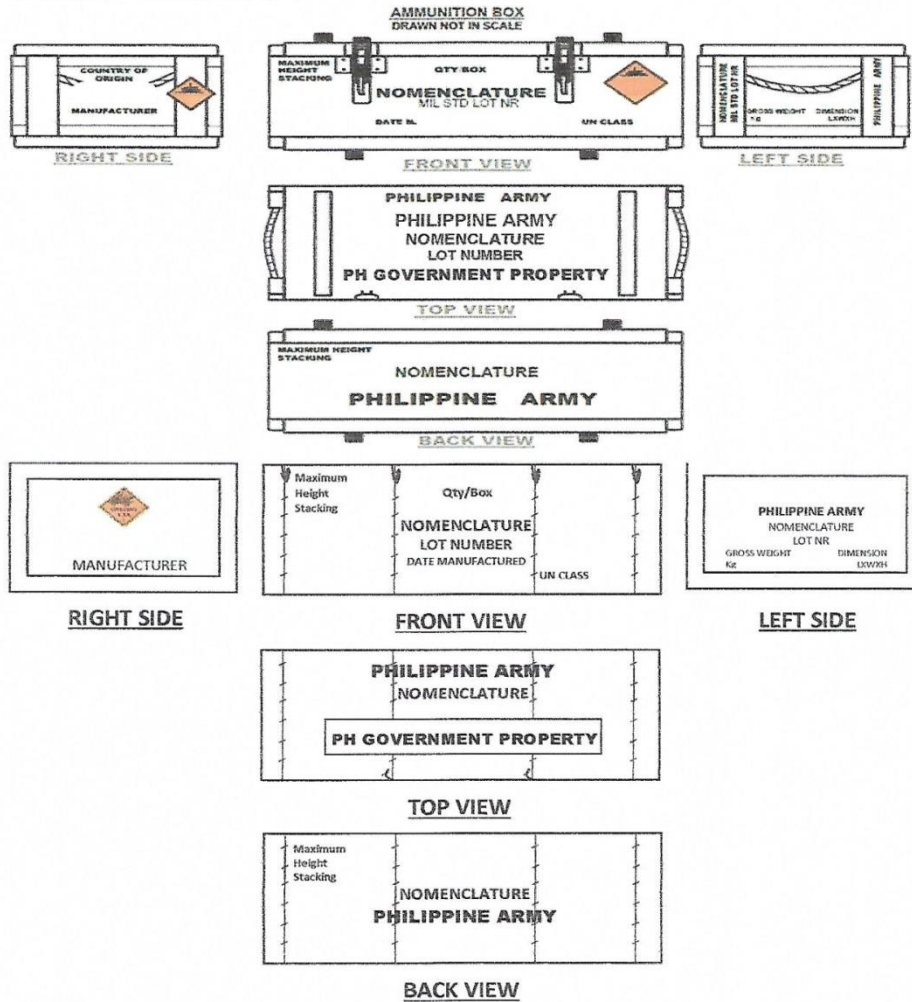 AMMUNITION BOX
DRAWN NOT IN SCALE
COUNTRY OF
ORIGIN
MANUFACTURER
RIGHT SIDE
MAXIMUM
HEIGHT
STACKING
QTY/BOX
NOMENCLATURE
MIL STD LOT NR
DATE M.
UN CLASS
FRONT VIEW
NOMENCLATURE
MIL STD LOT NR
GROSS WEIGHT
Kg
DIMENSION
LXWXH
PHILIPPINE ARMY
LEFT SIDE
PHILIPPINE ARMY
PHILIPPINE ARMY
NOMENCLATURE
LOT NUMBER
PH GOVERNMENT PROPERTY
TOP VIEW
MAXIMUM HEIGHT
STACKING
NOMENCLATURE
PHILIPPINE ARMY
BACK VIEW
MANUFACTURER
RIGHT SIDE
Maximum
Height
Stacking
Qty/Box
NOMENCLATURE
LOT NUMBER
DATE MANUFACTURED
UN CLASS
FRONT VIEW
PHILIPPINE ARMY
NOMENCLATURE
LOT NR
GROSS WEIGHT DIMENSION
Kg LXWXH
LEFT SIDE
PHILIPPINE ARMY
NOMENCLATURE
PH GOVERNMENT PROPERTY
TOP VIEW
Maximum
Height
Stacking
NOMENCLATURE
PHILIPPINE ARMY
BACK VIEW